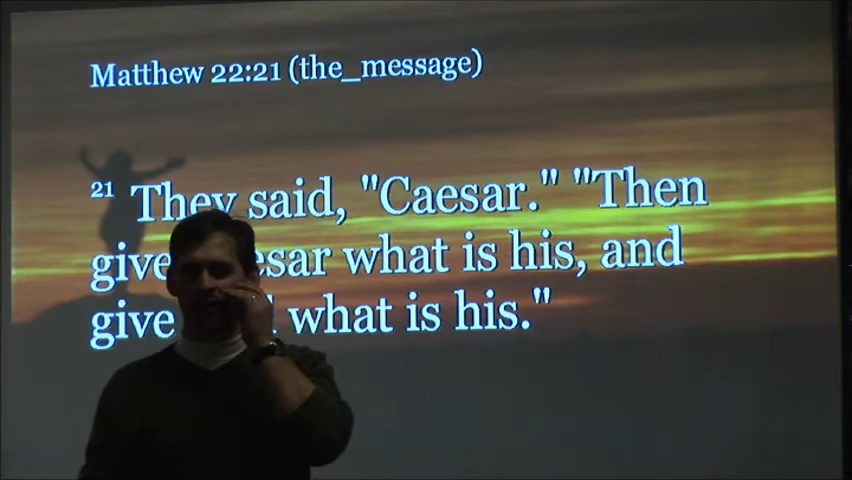 Matthew 22:21 (the_message)
21 They said, "Caesar." "Then
give esar what is his, and
give what is his."